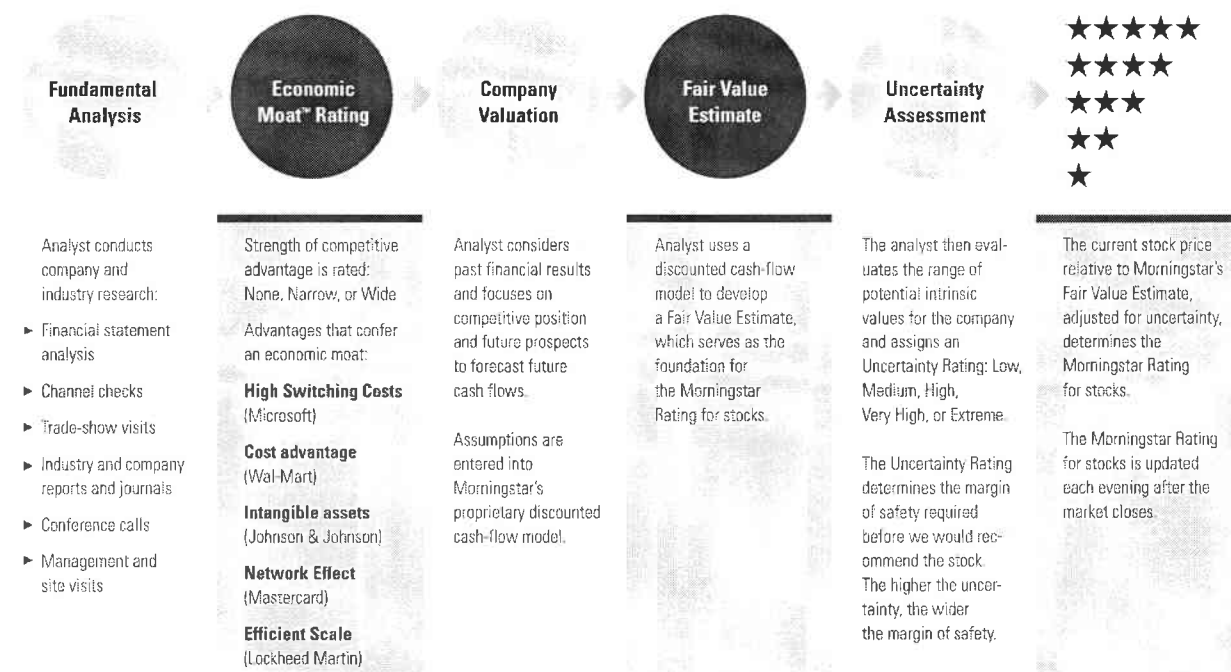 Fundamental
Analysis
Economic
Moat™ Rating
Company
Valuation
Fair Value
Estimate
Uncertainty
Assessment
★★★★★
★★★★
★★★
★★
★
Analyst conducts
company and
industry research:
► Financial statement
analysis
► Channel checks
► Trade-show visits
► Industry and company
reports and journals
► Conference calls
► Management and
site visits
Strength of competitive
advantage is rated:
None, Narrow, or Wide
Advantages that confer
an economic moat:
High Switching Costs
(Microsoft)
Cost advantage
(Wal-Mart)
Intangible assets
(Johnson & Johnson)
Network Effect
(Mastercard)
Efficient Scale
(Lockheed Martin)
Analyst considers
past financial results
and focuses on
competitive position
and future prospects
to forecast future
cash flows.
Assumptions are
entered into
Morningstar's
proprietary discounted
cash-flow model.
Analyst uses a
discounted cash-flow
model to develop
a Fair Value Estimate,
which serves as the
foundation for
the Morningstar
Rating for stocks.
The analyst then eval-
uates the range of
potential intrinsic
values for the company
and assigns an
Uncertainty Rating: Low,
Medium, High,
Very High, or Extreme.
The Uncertainty Rating
determines the margin
of safety required
before we would rec-
ommend the stock.
The higher the uncer-
tainty, the wider
the margin of safety.
The current stock price
relative to Morningstar's
Fair Value Estimate,
adjusted for uncertainty,
determines the
Morningstar Rating
for stocks.
The Morningstar Rating
for stocks is updated
each evening after the
market closes.